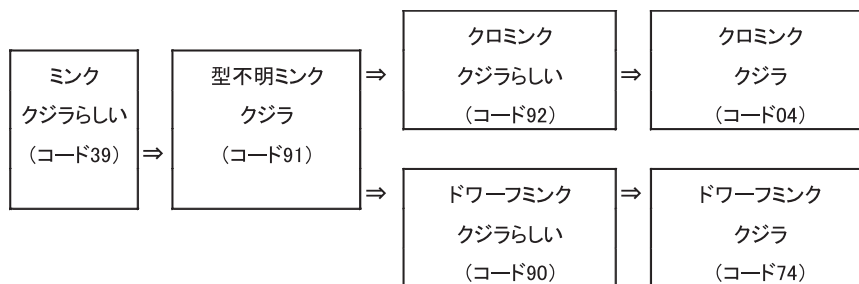 ミンク
クジラらしい
（コード39）
⇒
型不明ミンク
クジラ
（コード91）
⇒
クロミンク
クジラらしい
（コード92）
⇒
クロミンク
クジラ
（コード04）
⇒
ドワーフミンク
クジラらしい
（コード90）
⇒
ドワーフミンク
クジラ
（コード74）